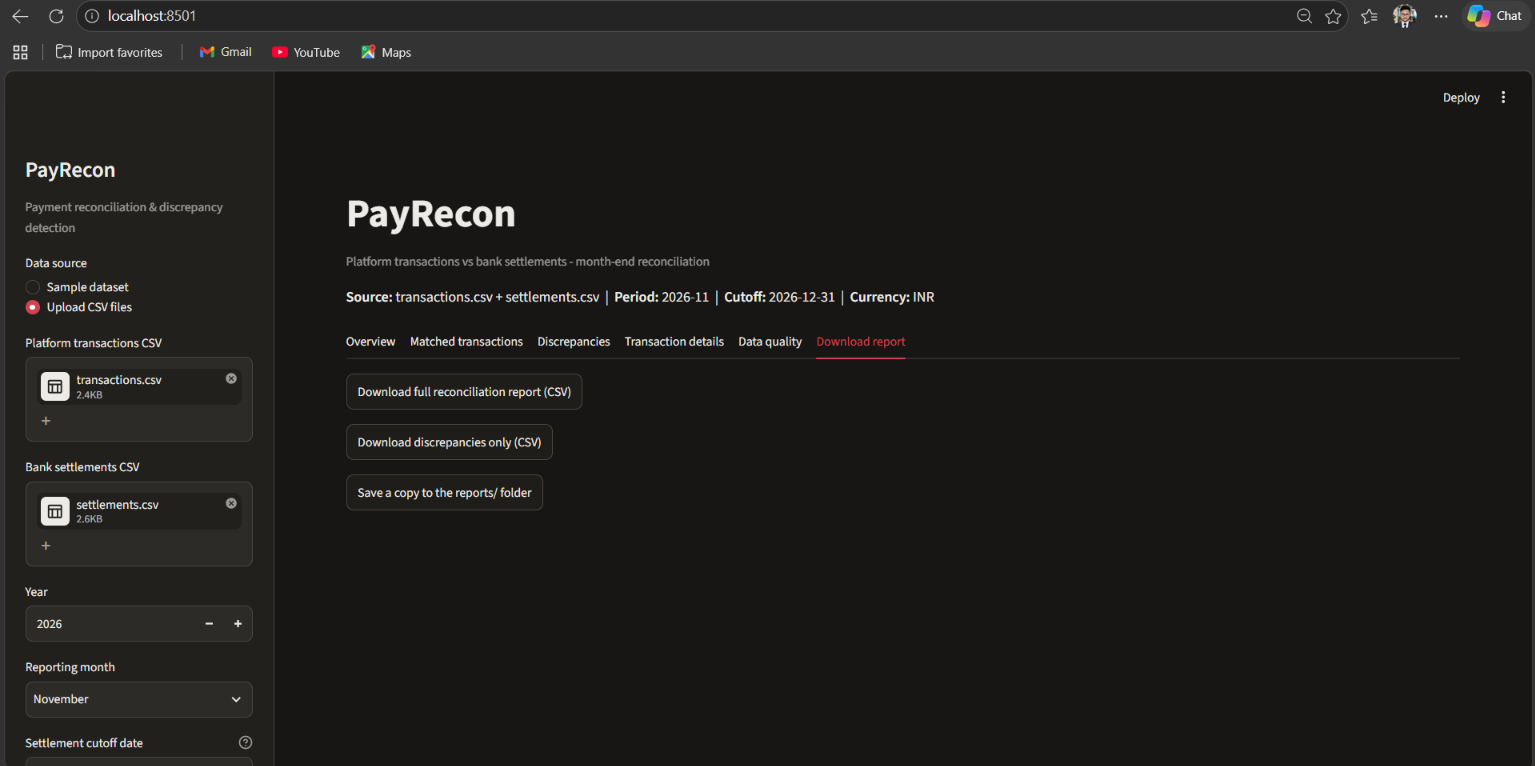 localhost:8501
Chat
Import favorites
Gmail
YouTube
Maps
Deploy
PayRecon
Payment reconciliation & discrepancy
detection
Data source
Sample dataset
Upload CSV files
Platform transactions CSV
transactions.csv
2.4KB
+
Bank settlements CSV
settlements.csv
2.6KB
+
Year
2026
− +
Reporting month
November
Settlement cutoff date
PayRecon
Platform transactions vs bank settlements - month-end reconciliation
Source: transactions.csv + settlements.csv | Period: 2026-11 | Cutoff: 2026-12-31 | Currency: INR
Overview Matched transactions Discrepancies Transaction details Data quality Download report
Download full reconciliation report (CSV)
Download discrepancies only (CSV)
Save a copy to the reports/ folder